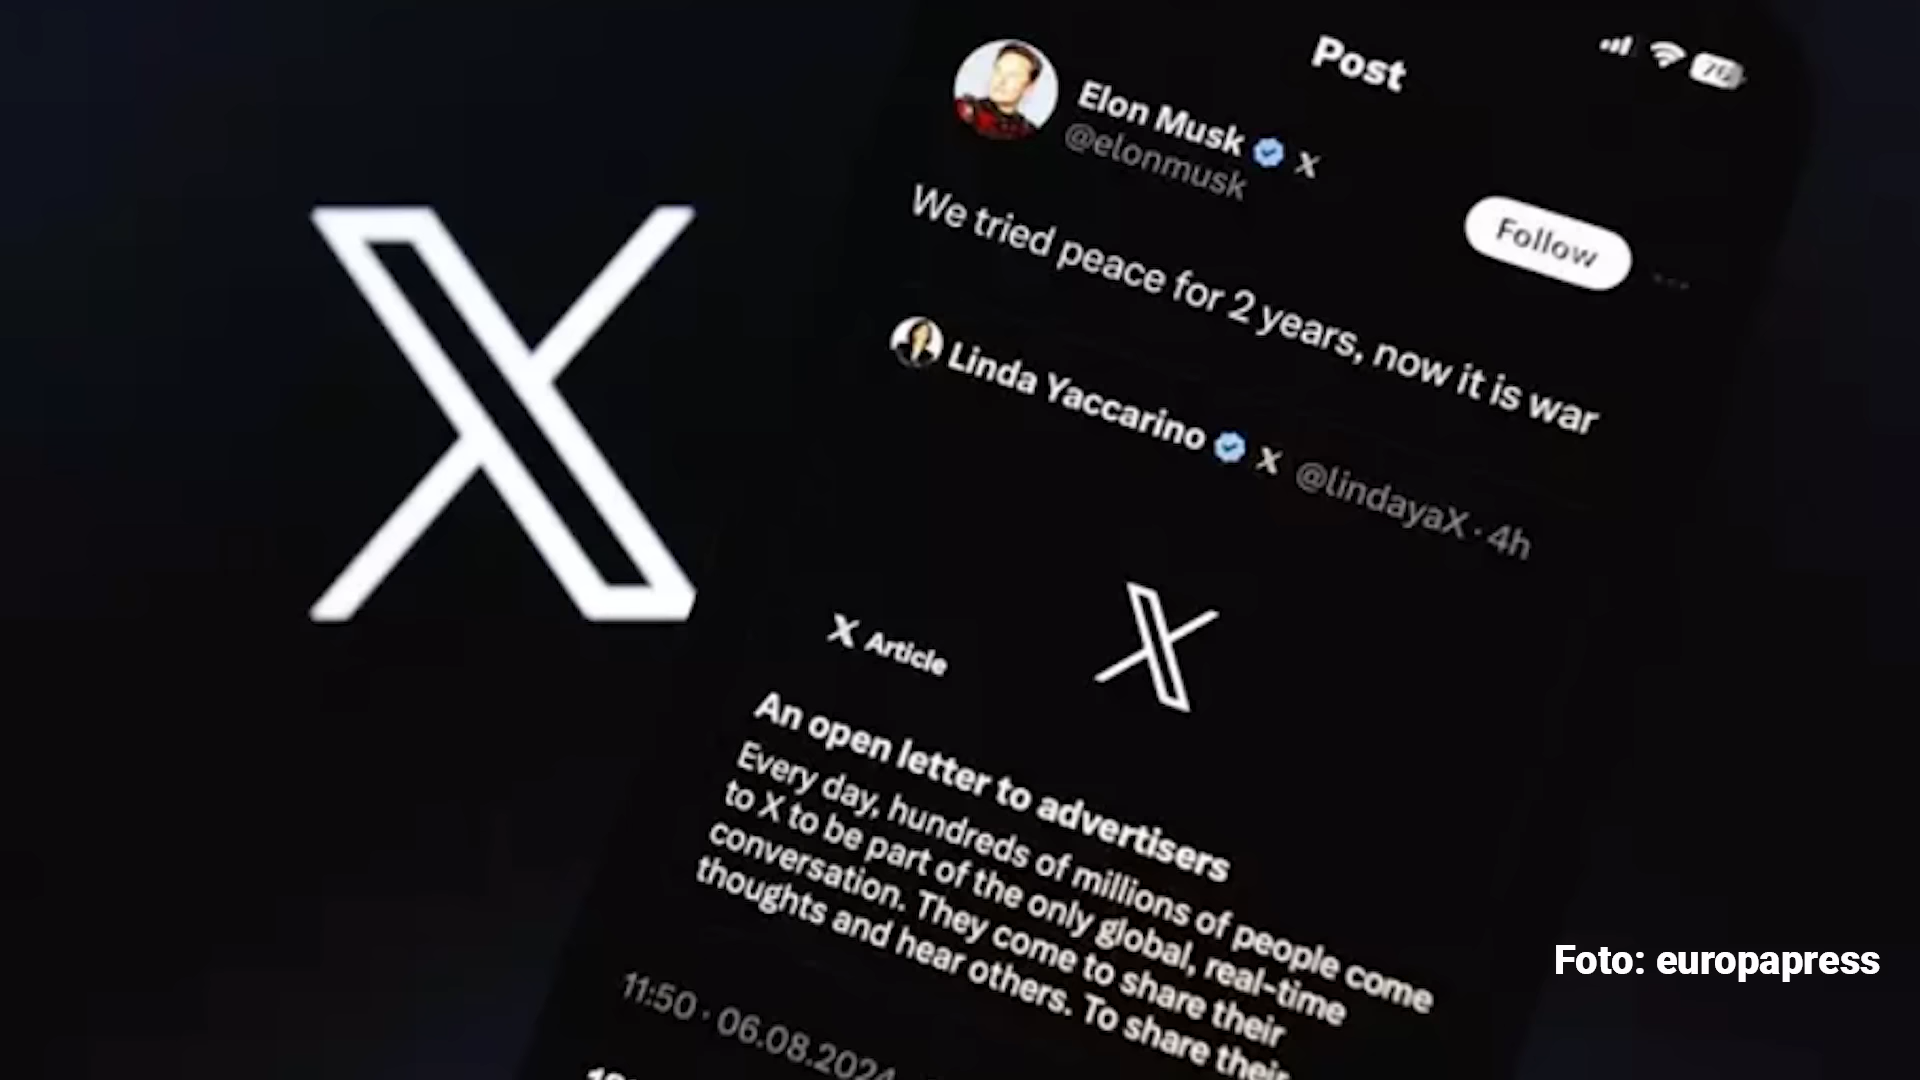 Post
Elon Musk X
@elonmusk
Follow
We tried peace for 2 years, now it is war
Linda Yaccarino X @lindayaX · 4h
X Article
An open letter to advertisers
Every day, hundreds of millions of people come
to X to be part of the only global, real-time
conversation. They come to share their
thoughts and hear others. To share their
11:50 · 06.08.2024
Foto: europapress